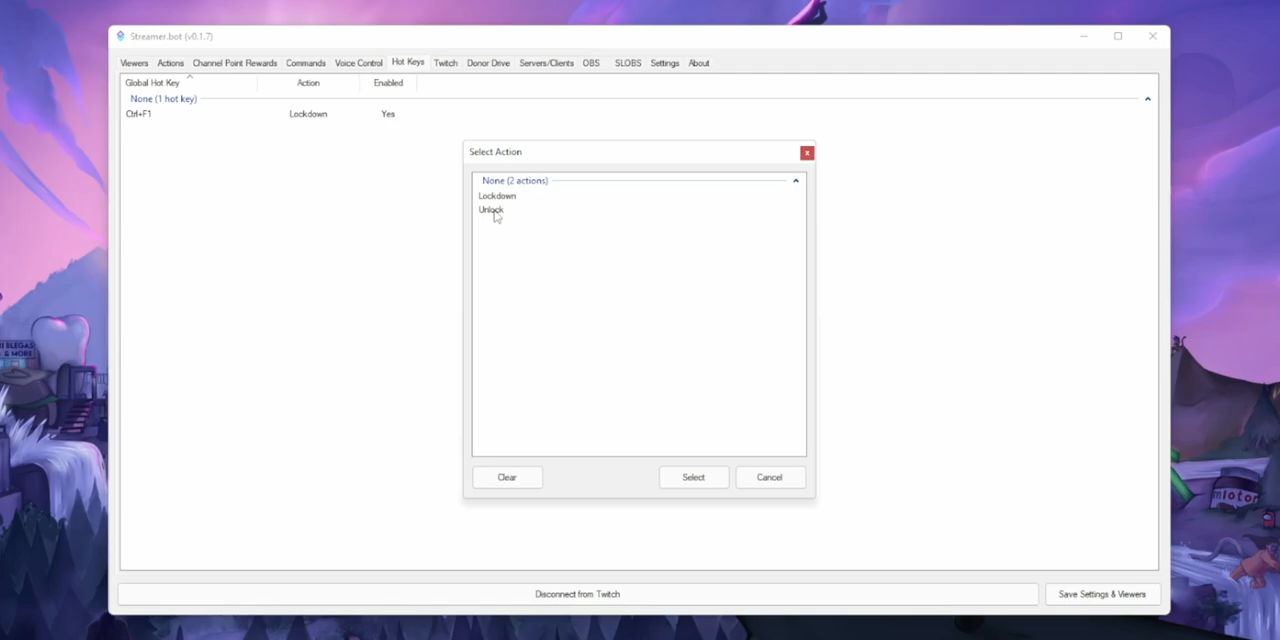 Streamer.bot (v0.1.7)
Viewers Actions Channel Point Rewards Commands Voice Control Hot Keys Twitch Donor Drive Servers/Clients OBS SLOBS Settings About
Global Hot Key Action Enabled
None (1 hot key)
Ctrl+F1 Lockdown Yes
Select Action
None (2 actions)
Lockdown
Unlock
Clear Select Cancel
Disconnect from Twitch Save Settings & Viewers
& MORE